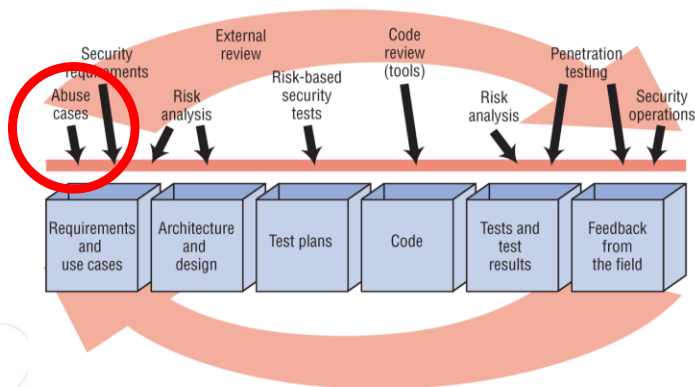 Security
requirements
External
review
Code
review
(tools)
Penetration
testing
Abuse
cases
Risk
analysis
Risk-based
security
tests
Risk
analysis
Security
operations
Requirements
and
use cases
Architecture
and
design
Test plans
Code
Tests and
test
results
Feedback
from
the field